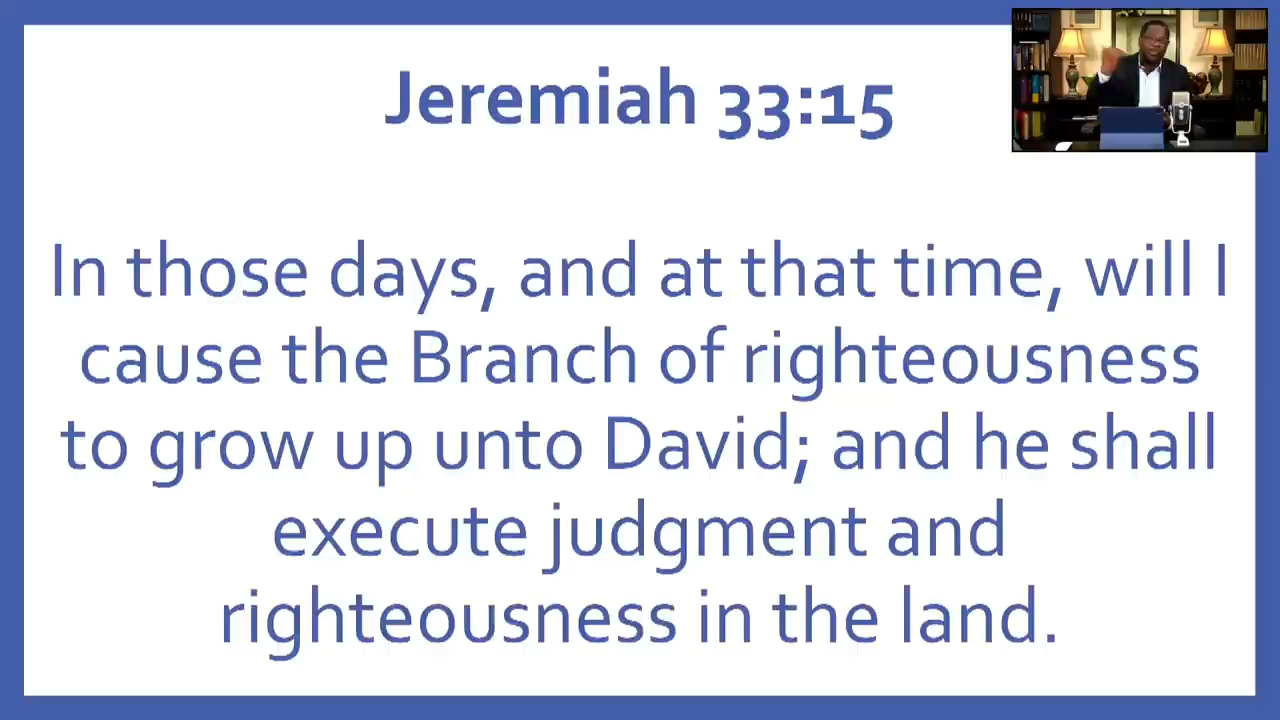 Jeremiah 33:15
In those days, and at that time, will I
cause the Branch of righteousness
to grow up unto David; and he shall
execute judgment and
righteousness in the land.